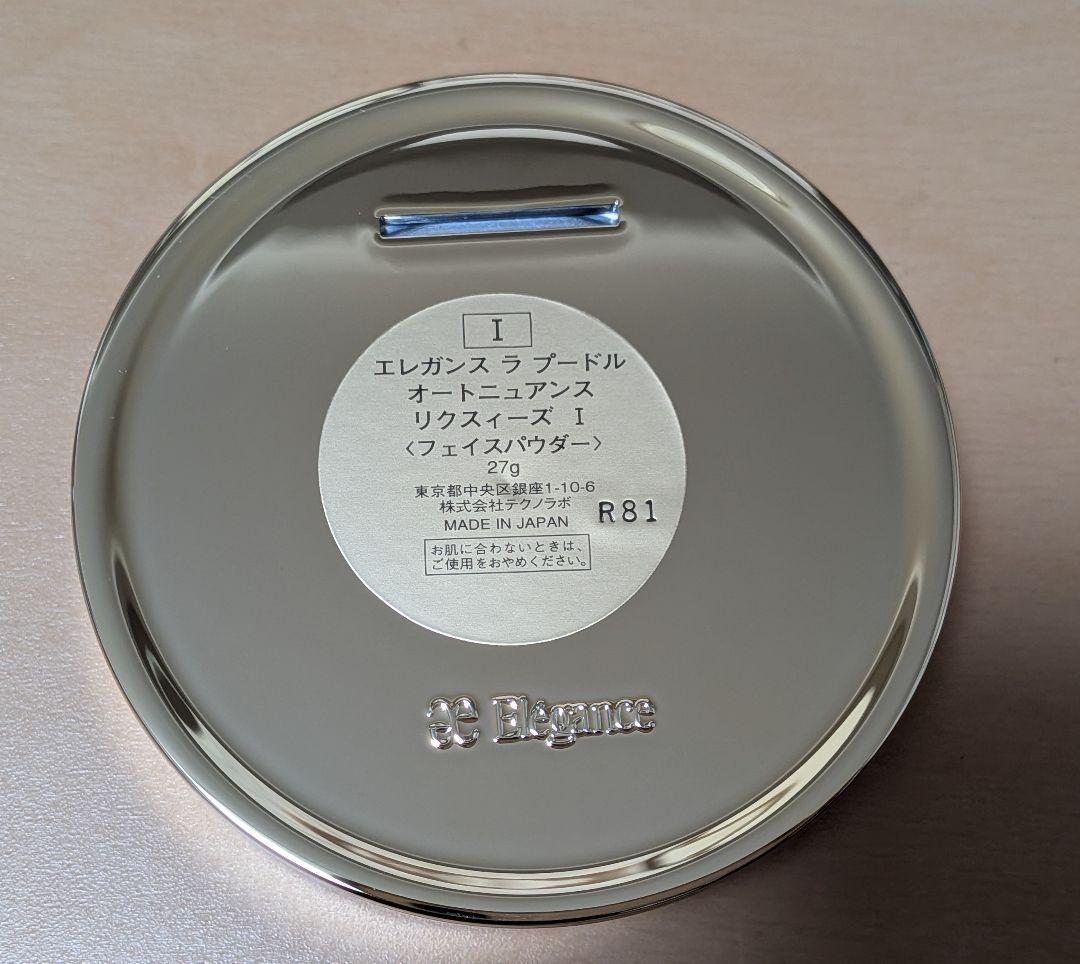 I
エレガンス ラ プードル
オートニュアンス
リクスィーズ I
〈フェイスパウダー〉
27g
東京都中央区銀座1-10-6
株式会社テクノラボ
MADE IN JAPAN
R81
お肌に合わないときは、
ご使用をおやめください。
Elégance